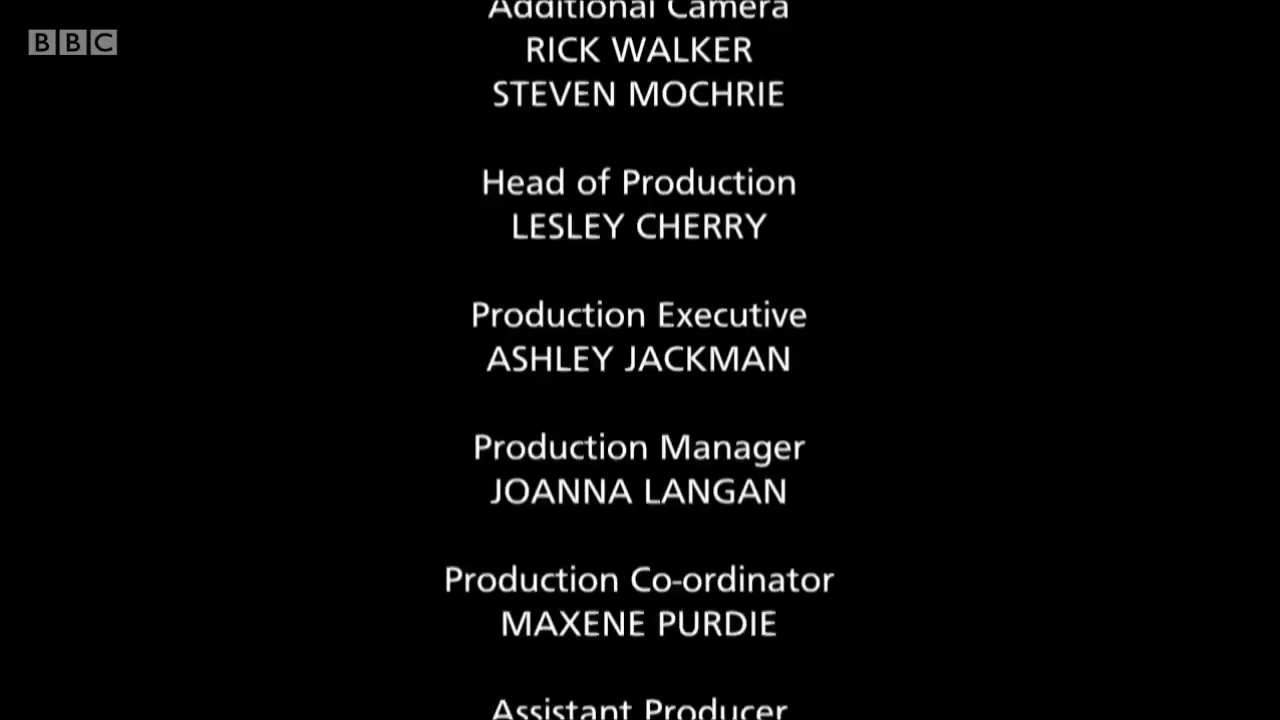 BBC
Additional Camera
RICK WALKER
STEVEN MOCHRIE
Head of Production
LESLEY CHERRY
Production Executive
ASHLEY JACKMAN
Production Manager
JOANNA LANGAN
Production Co-ordinator
MAXENE PURDIE
Assistant Producer